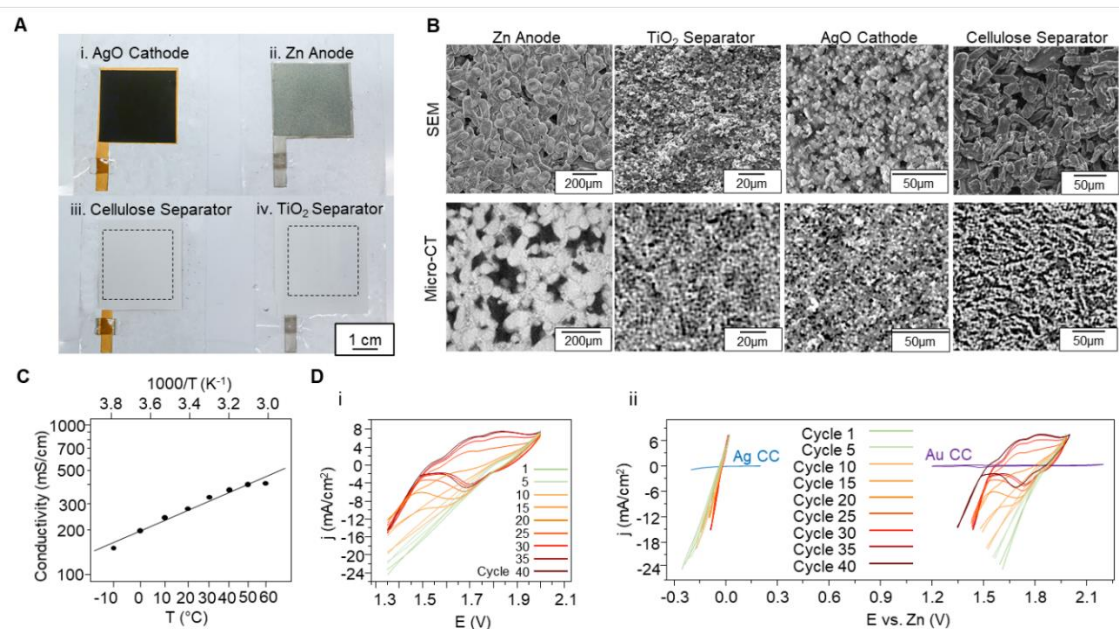 A
i. AgO Cathode
ii. Zn Anode
iii. Cellulose Separator
iv. TiO₂ Separator
1 cm
B
Zn Anode TiO₂ Separator AgO Cathode Cellulose Separator
SEM
200µm 20µm 50µm 50µm
Micro-CT
200µm 20µm 50µm 50µm
C
1000/T (K⁻¹)
3.8 3.6 3.4 3.2 3.0
Conductivity (mS/cm)
1000
700
500
300
200
100
-10 0 10 20 30 40 50 60
T (°C)
D
i
j (mA/cm²)
8
4
0
-4
-8
-12
-16
-20
-24
1
5
10
15
20
25
30
35
Cycle 40
1.3 1.5 1.7 1.9 2.1
E (V)
ii
j (mA/cm²)
6
0
-6
-12
-18
-24
Ag CC
Au CC
Cycle 1
Cycle 5
Cycle 10
Cycle 15
Cycle 20
Cycle 25
Cycle 30
Cycle 35
Cycle 40
-0.3 0.0 0.3 0.6 0.9 1.2 1.5 1.8 2.1
E vs. Zn (V)